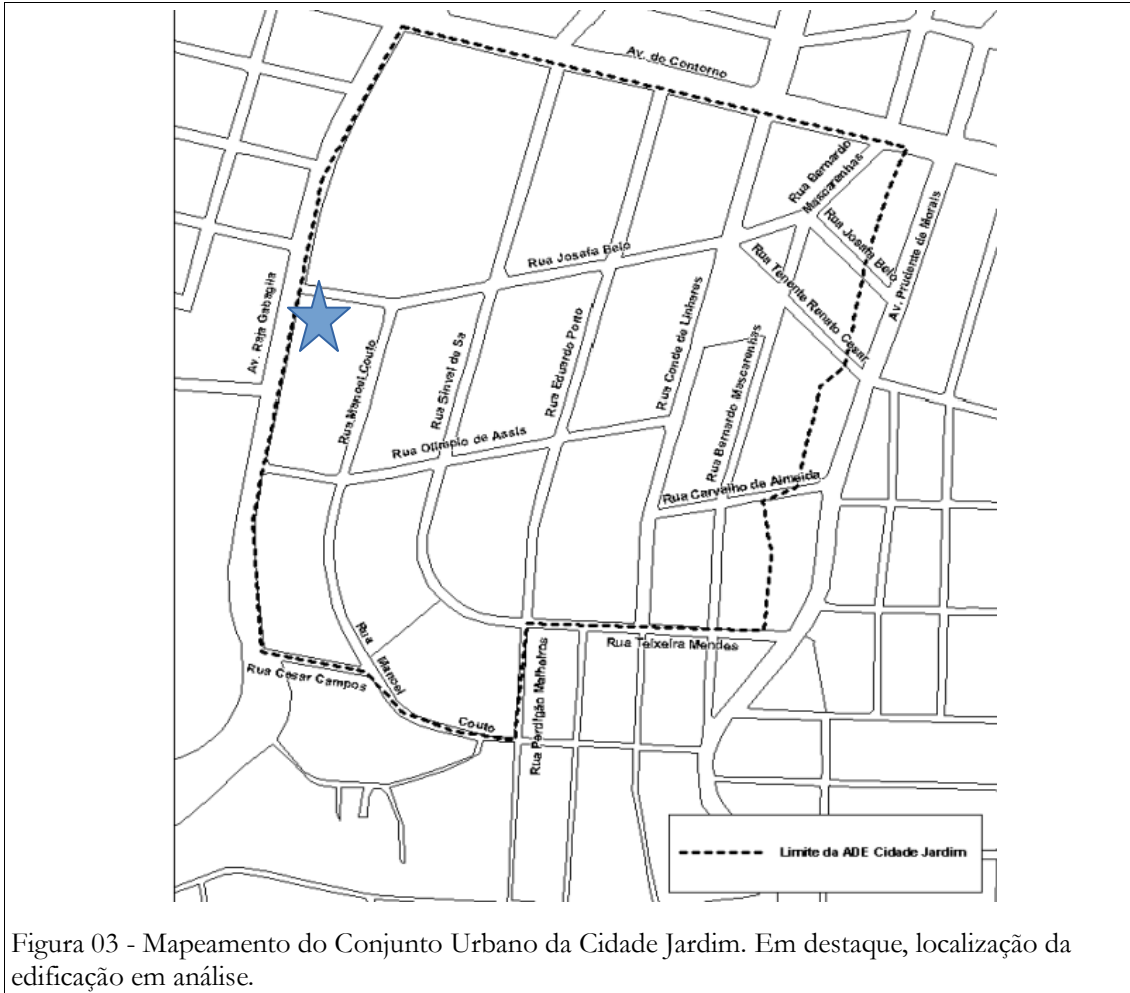 Av. do Contorno
Rua Bernardo
Mascarenhas
Rua Josafa Belo
Av. Prudente de Morais
Rua Josafa Belo
Rua Tenente Renato Cesar
Av. Raja Gabaglia
Rua Manoel Couto
Rua Sinval de Sa
Rua Eduardo Porto
Rua Conde de Linhares
Rua Bernardo Mascarenhas
Rua Olimpio de Assis
Rua Carvalho de Almeida
Rua Teixeira Mendes
Rua
Manoel
Couto
Rua Cesar Campos
Rua Perdigão Malheiros
Limite da ADE Cidade Jardim
Figura 03 - Mapeamento do Conjunto Urbano da Cidade Jardim. Em destaque, localização da
edificação em análise.